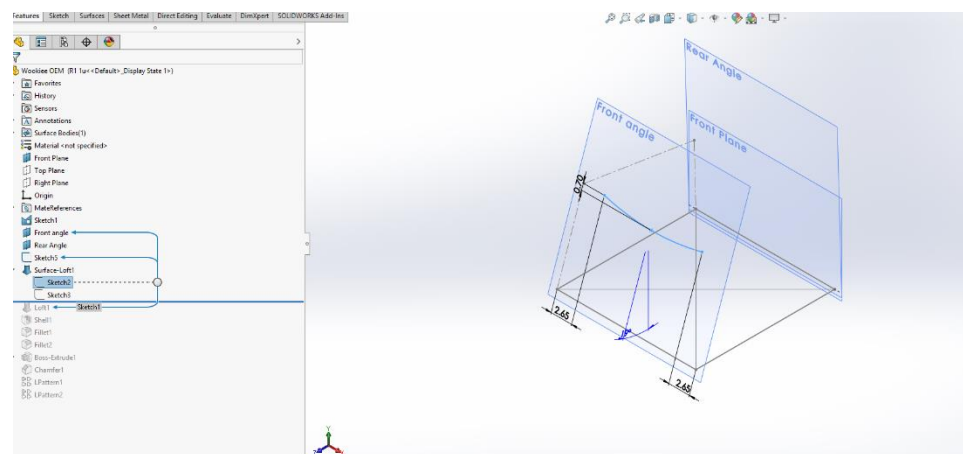 Features Sketch Surfaces Sheet Metal Direct Editing Evaluate DimXpert SOLIDWORKS Add-Ins
Wookiee OEM (R1 1u<<Default>_Display State 1>)
Favorites
History
Sensors
Annotations
Surface Bodies(1)
Material <not specified>
Front Plane
Top Plane
Right Plane
Origin
MateReferences
Sketch1
Front angle
Rear Angle
Sketch5
Surface-Loft1
Sketch2
Sketch3
Loft1
Sketch1
Shell1
Fillet1
Fillet2
Boss-Extrude1
Chamfer1
LPattern1
LPattern2
Rear Angle
Front angle
Front Plane
0.70
2.65
2.65
Y